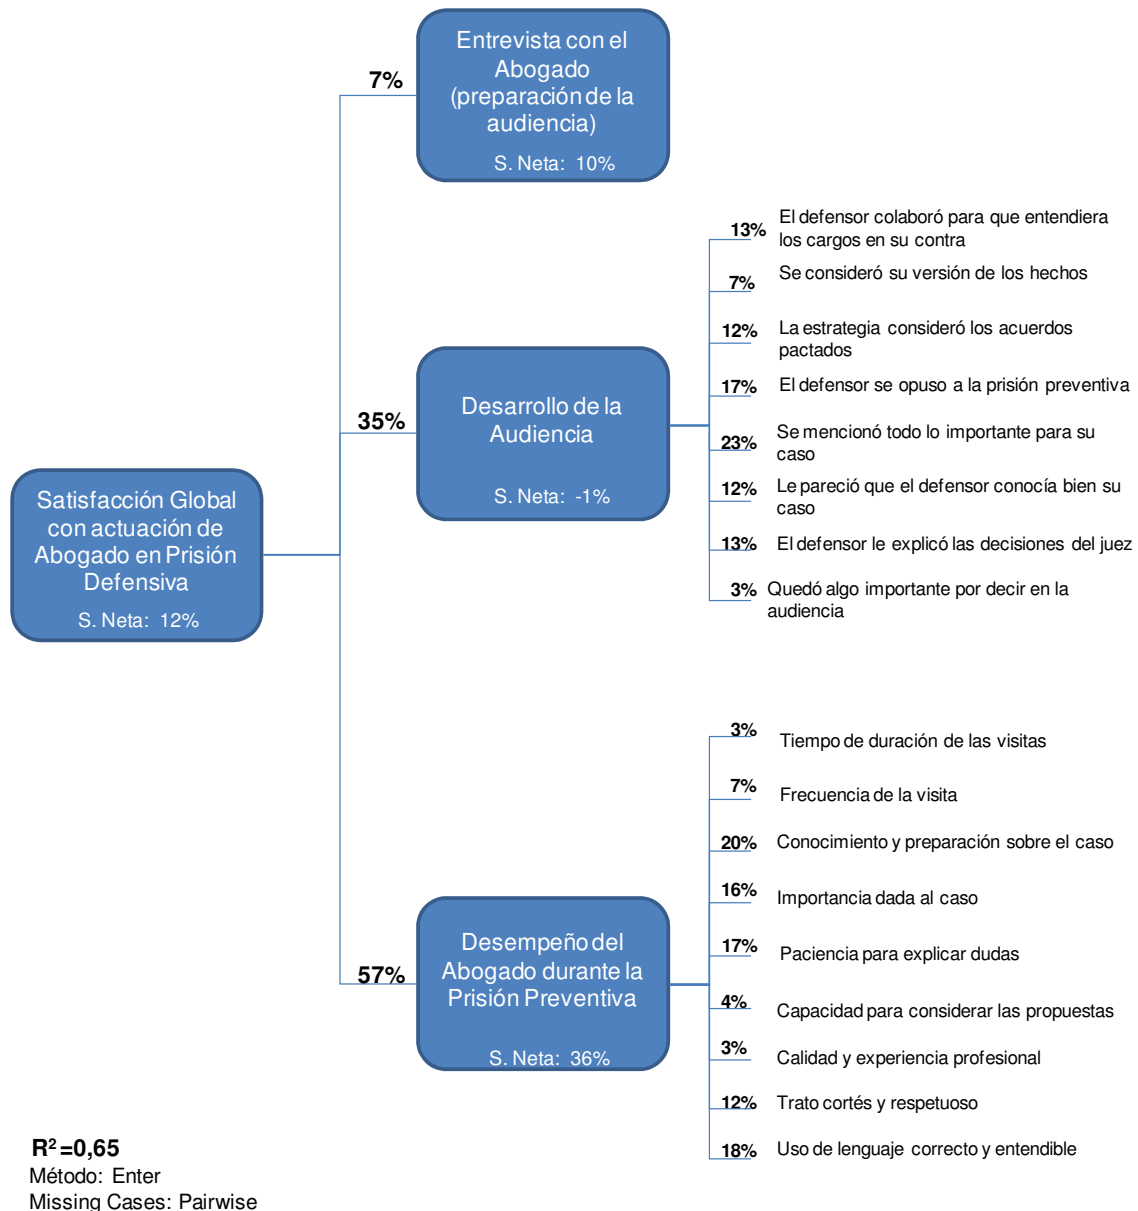 Entrevista con el
Abogado
(preparación de la
audiencia)
S. Neta: 10%
7%
13%
El defensor colaboró para que entendiera
los cargos en su contra
7%
Se consideró su versión de los hechos
12%
La estrategia consideró los acuerdos
pactados
17%
El defensor se opuso a la prisión preventiva
35%
Desarrollo de la
Audiencia
S. Neta: -1%
23%
Se mencionó todo lo importante para su
caso
12%
Le pareció que el defensor conocía bien su
caso
13%
El defensor le explicó las decisiones del juez
3%
Quedó algo importante por decir en la
audiencia
Satisfacción Global
con actuación de
Abogado en Prisión
Defensiva
S. Neta: 12%
3%
Tiempo de duración de las visitas
7%
Frecuencia de la visita
20%
Conocimiento y preparación sobre el caso
16%
Importancia dada al caso
17%
Paciencia para explicar dudas
57%
Desempeño del
Abogado durante la
Prisión Preventiva
S. Neta: 36%
4%
Capacidad para considerar las propuestas
3%
Calidad y experiencia profesional
12%
Trato cortés y respetuoso
18%
Uso de lenguaje correcto y entendible
R²=0,65
Método: Enter
Missing Cases: Pairwise